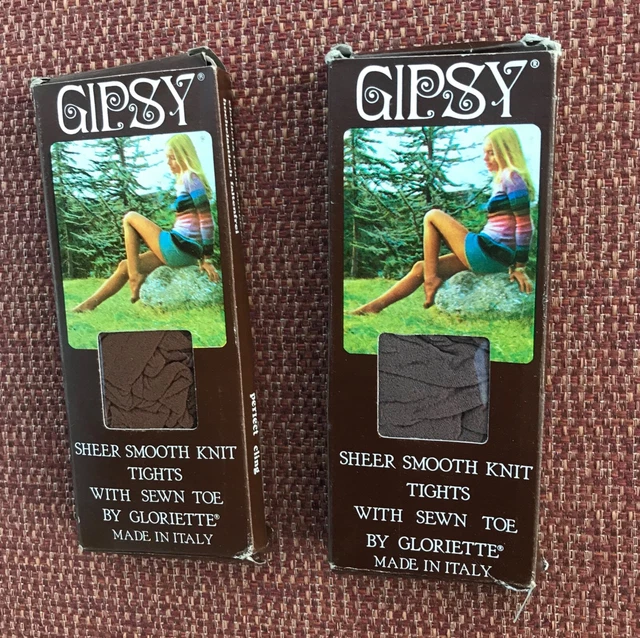 GIPSY®
SHEER SMOOTH KNIT
TIGHTS
WITH SEWN TOE
BY GLORIETTE®
MADE IN ITALY
perfect cling
GIPSY®
SHEER SMOOTH KNIT
TIGHTS
WITH SEWN TOE
BY GLORIETTE®
MADE IN ITALY